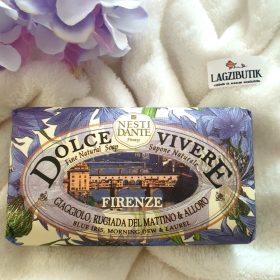 LAGZIBUTIK
NESTI
DANTE
Firenze
DOLCE VIVERE
Fine Natural Soap
Sapone Naturale
FIRENZE
GIAGGIOLO, RUGIADA DEL MATTINO & ALLORO
BLUE IRIS, MORNING DEW & LAUREL